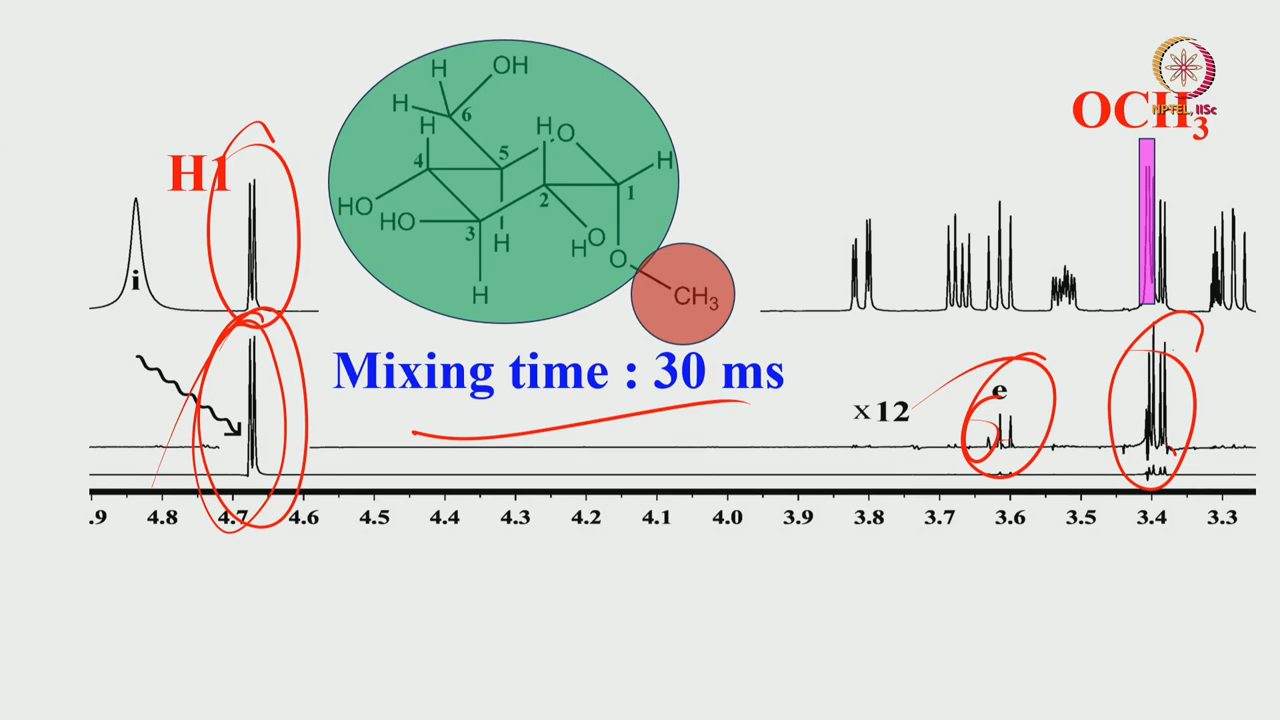 NPTEL, IISc
OCH3
H1
i
H
OH
H
6
H
H
O
4
5
H
2
1
HO
HO
3
H
H
O
O
H
CH3
Mixing time : 30 ms
x12
e
.9 4.8 4.7 4.6 4.5 4.4 4.3 4.2 4.1 4.0 3.9 3.8 3.7 3.6 3.5 3.4 3.3